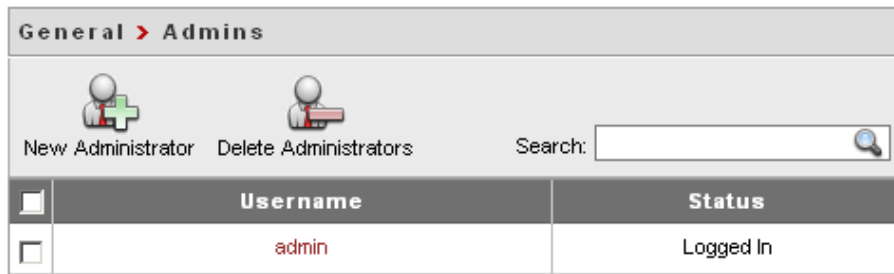 General > Admins
New Administrator Delete Administrators Search:
Username Status
admin Logged In